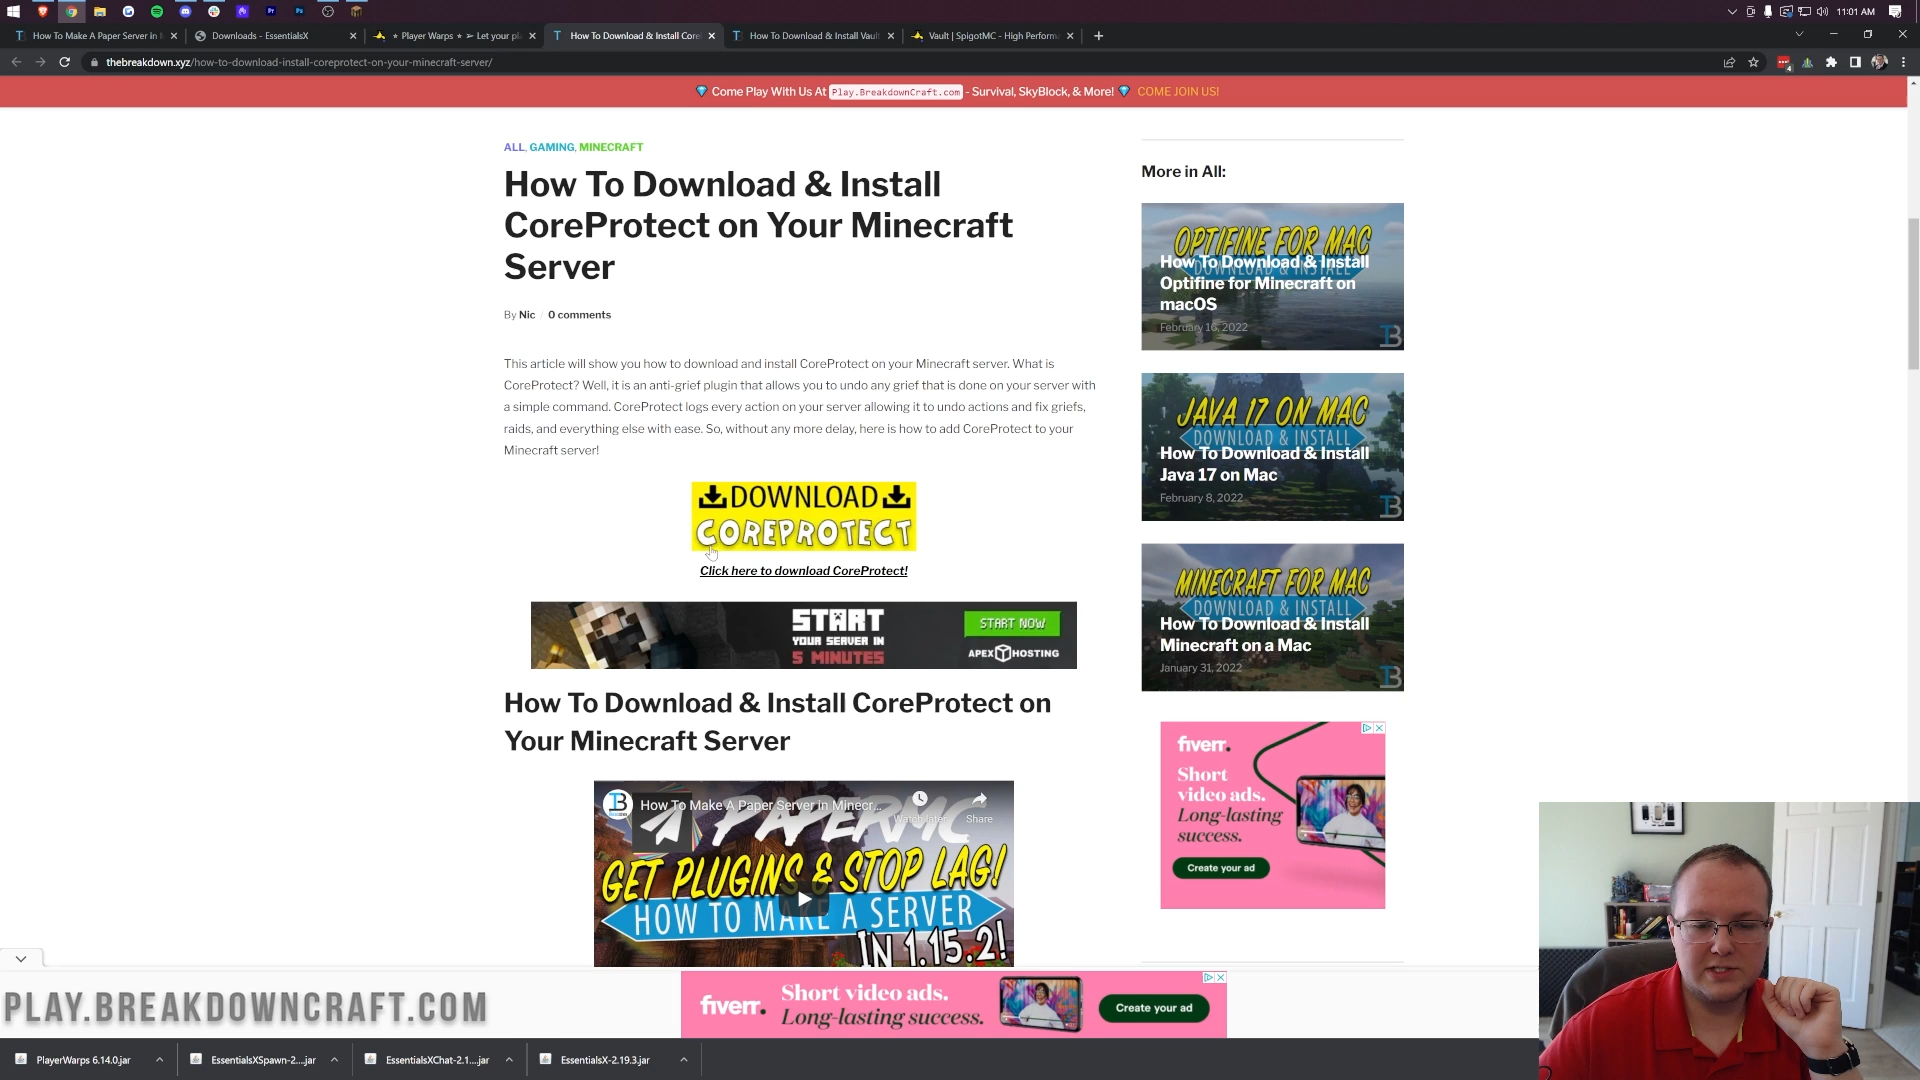 11:01 AM
How To Make A Paper Server in M
Downloads - EssentialsX
★ Player Warps ★ ➢ Let your pl
How To Download & Install Core
How To Download & Install Vault
Vault | SpigotMC - High Perform
thebreakdown.xyz/how-to-download-install-coreprotect-on-your-minecraft-server/
Come Play With Us At Play.BreakdownCraft.com - Survival, SkyBlock, & More! COME JOIN US!
ALL, GAMING, MINECRAFT
How To Download & Install
CoreProtect on Your Minecraft
Server
By Nic / 0 comments
This article will show you how to download and install CoreProtect on your Minecraft server. What is
CoreProtect? Well, it is an anti-grief plugin that allows you to undo any grief that is done on your server with
a simple command. CoreProtect logs every action on your server allowing it to undo actions and fix griefs,
raids, and everything else with ease. So, without any more delay, here is how to add CoreProtect to your
Minecraft server!
DOWNLOAD
COREPROTECT
Click here to download CoreProtect!
START
YOUR SERVER IN
5 MINUTES
START NOW
APEX HOSTING
How To Download & Install CoreProtect on
Your Minecraft Server
How To Make A Paper Server in Minecr...
Watch later
Share
PAPERMC
GET PLUGINS & STOP LAG!
HOW TO MAKE A SERVER
IN 1.15.2!
More in All:
OPTIFINE FOR MAC
DOWNLOAD & INSTALL
How To Download & Install
Optifine for Minecraft on
macOS
February 16, 2022
JAVA 17 ON MAC
DOWNLOAD & INSTALL
How To Download & Install
Java 17 on Mac
February 8, 2022
MINECRAFT FOR MAC
DOWNLOAD & INSTALL
How To Download & Install
Minecraft on a Mac
January 31, 2022
fiverr.
Short
video ads.
Long-lasting
success.
Create your ad
PLAY.BREAKDOWNCRAFT.COM
fiverr.
Short video ads.
Long-lasting success.
Create your ad
PlayerWarps 6.14.0.jar
EssentialsXSpawn-2....jar
EssentialsXChat-2.1....jar
EssentialsX-2.19.3.jar